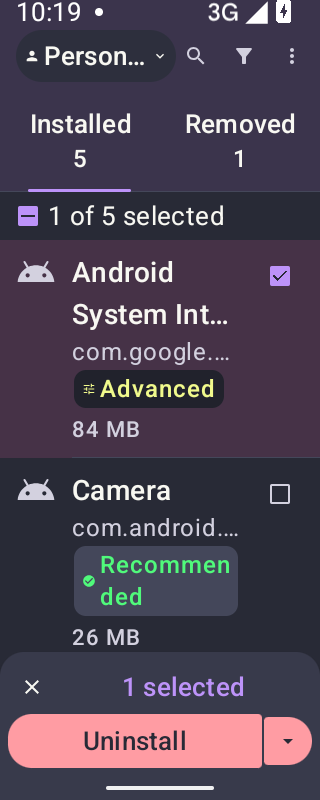 10:19
3G
Person...
Installed
5
Removed
1
1 of 5 selected
Android
System Int...
com.google....
Advanced
84 MB
Camera
com.android....
Recommen
ded
26 MB
1 selected
Uninstall